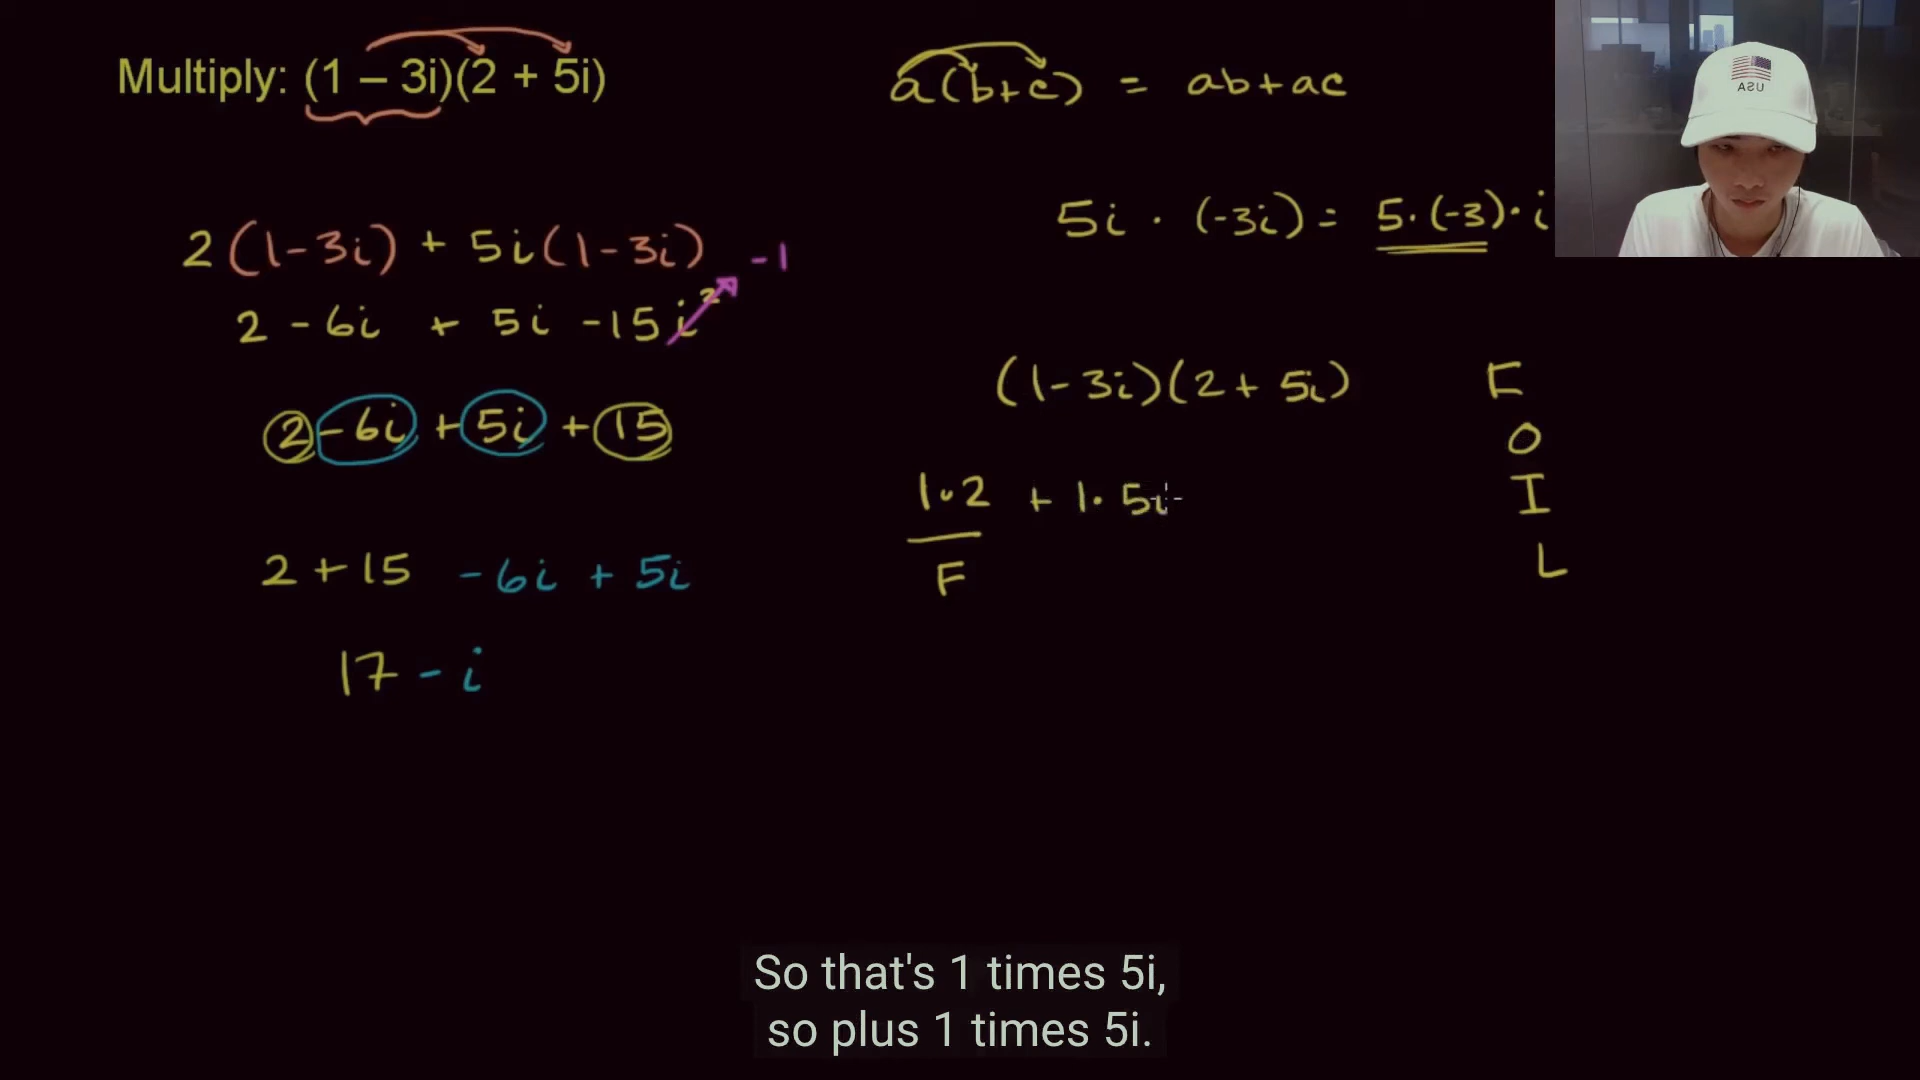 Multiply: (1 – 3i)(2 + 5i)
a(b+c) = ab+ac
USA
5i · (-3i) = 5·(-3)·i
2(1-3i) + 5i(1-3i)
-1
2 - 6i + 5i -15i²
(1-3i)(2+ 5i)
F
O
I
L
2 - 6i + 5i + 15
1·2 + 1· 5i
F
2 + 15 - 6i + 5i
17 - i
So that's 1 times 5i,
so plus 1 times 5i.